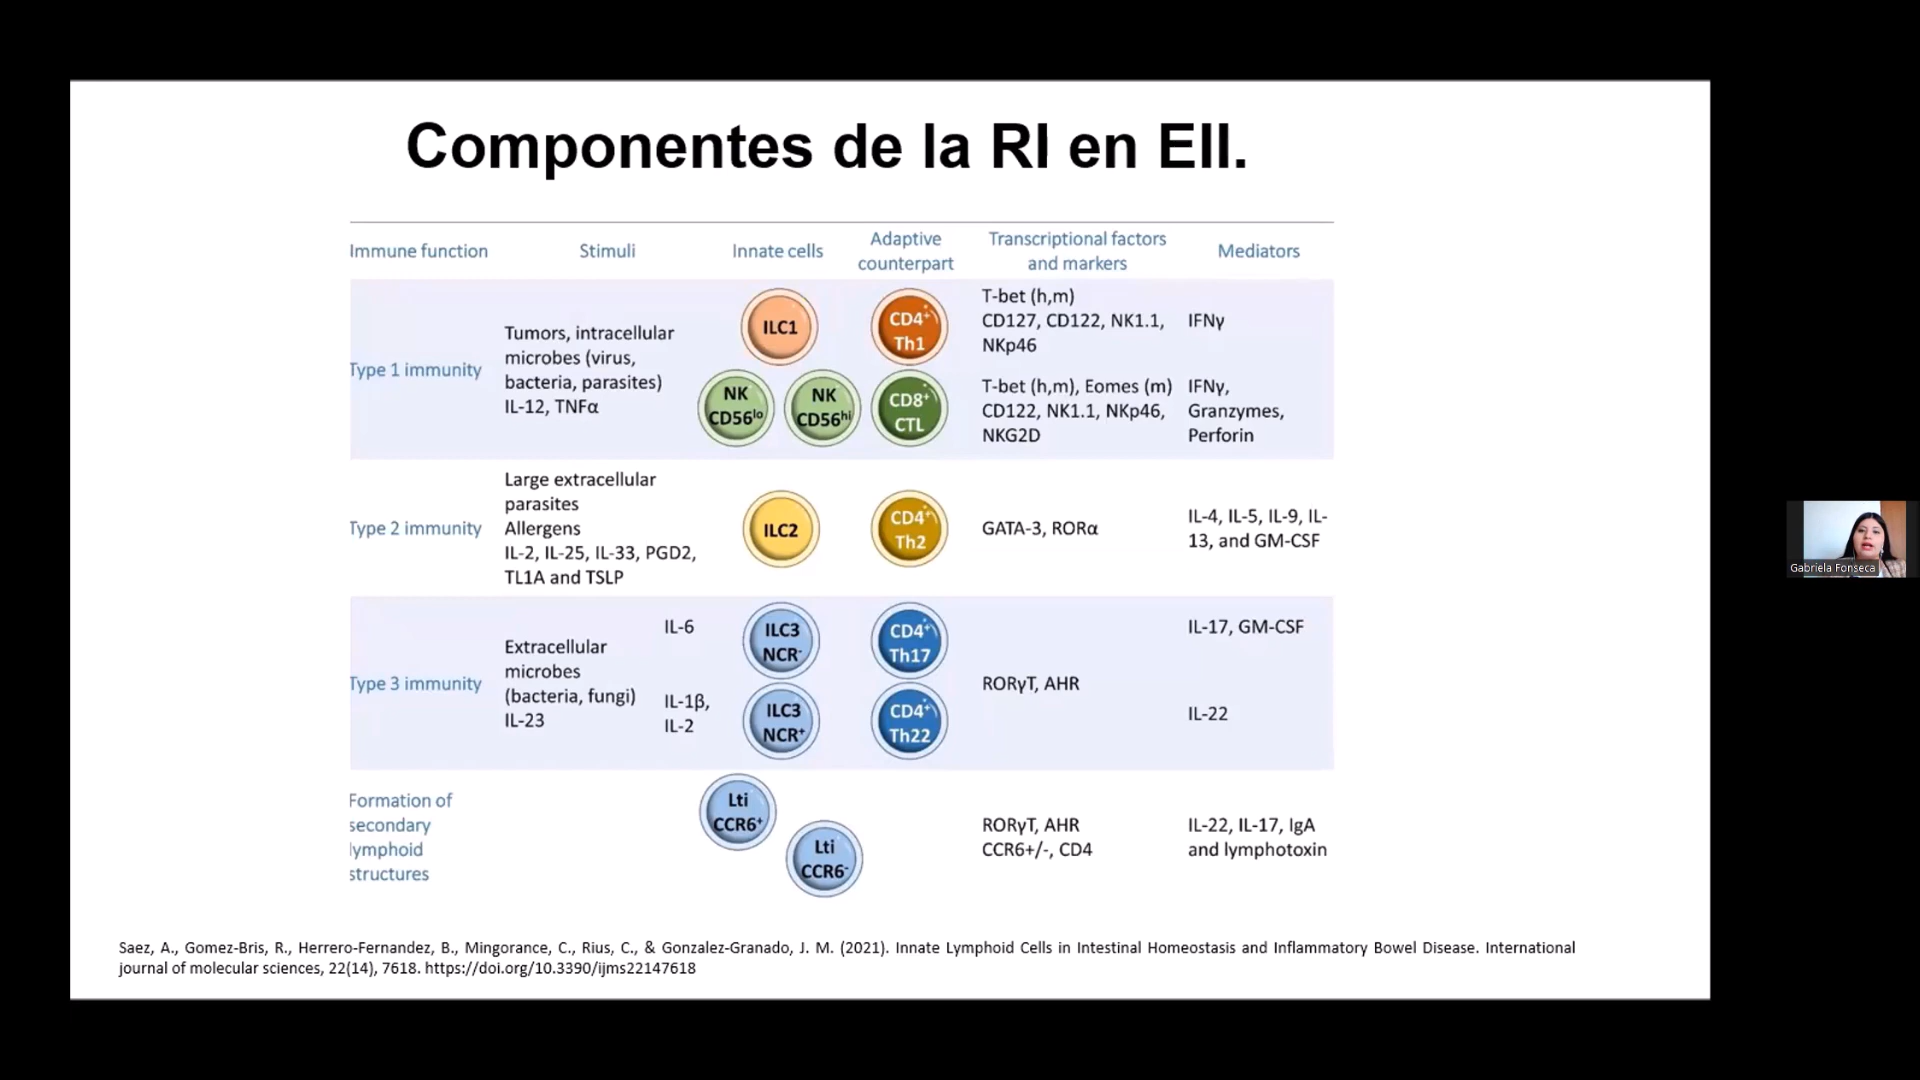 Componentes de la RI en EII.
Immune function
Stimuli
Innate cells
Adaptive
counterpart
Transcriptional factors
and markers
Mediators
Type 1 immunity
Tumors, intracellular
microbes (virus,
bacteria, parasites)
IL-12, TNFα
ILC1
CD4+
Th1
T-bet (h,m)
CD127, CD122, NK1.1,
NKp46
IFNγ
NK
CD56lo
NK
CD56hi
CD8+
CTL
T-bet (h,m), Eomes (m)
CD122, NK1.1, NKp46,
NKG2D
IFNγ,
Granzymes,
Perforin
Type 2 immunity
Large extracellular
parasites
Allergens
IL-2, IL-25, IL-33, PGD2,
TL1A and TSLP
ILC2
CD4+
Th2
GATA-3, RORα
IL-4, IL-5, IL-9, IL-
13, and GM-CSF
Type 3 immunity
Extracellular
microbes
(bacteria, fungi)
IL-23
IL-6
ILC3
NCR-
CD4+
Th17
IL-17, GM-CSF
RORγT, AHR
IL-1β,
IL-2
ILC3
NCR+
CD4+
Th22
IL-22
Formation of
secondary
lymphoid
structures
Lti
CCR6+
Lti
CCR6-
RORγT, AHR
CCR6+/-, CD4
IL-22, IL-17, IgA
and lymphotoxin
Saez, A., Gomez-Bris, R., Herrero-Fernandez, B., Mingorance, C., Rius, C., & Gonzalez-Granado, J. M. (2021). Innate Lymphoid Cells in Intestinal Homeostasis and Inflammatory Bowel Disease. International
journal of molecular sciences, 22(14), 7618. https://doi.org/10.3390/ijms22147618
Gabriela Fonseca